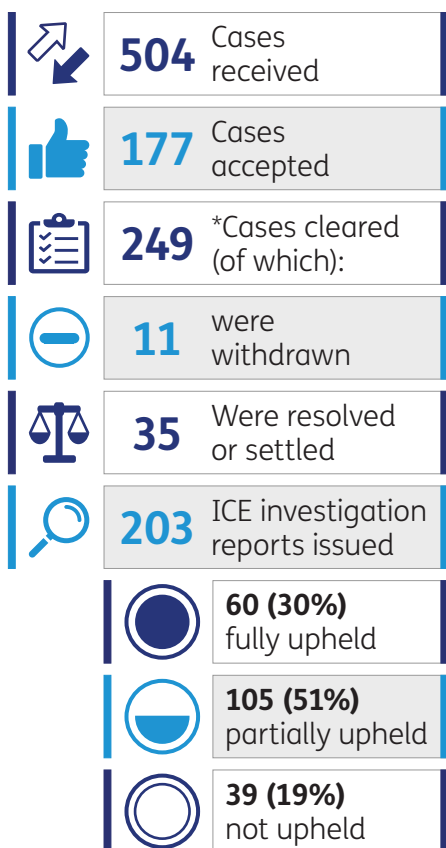 504 Cases
received
177 Cases
accepted
249 *Cases cleared
(of which):
11 were
withdrawn
35 Were resolved
or settled
203 ICE investigation
reports issued
60 (30%)
fully upheld
105 (51%)
partially upheld
39 (19%)
not upheld